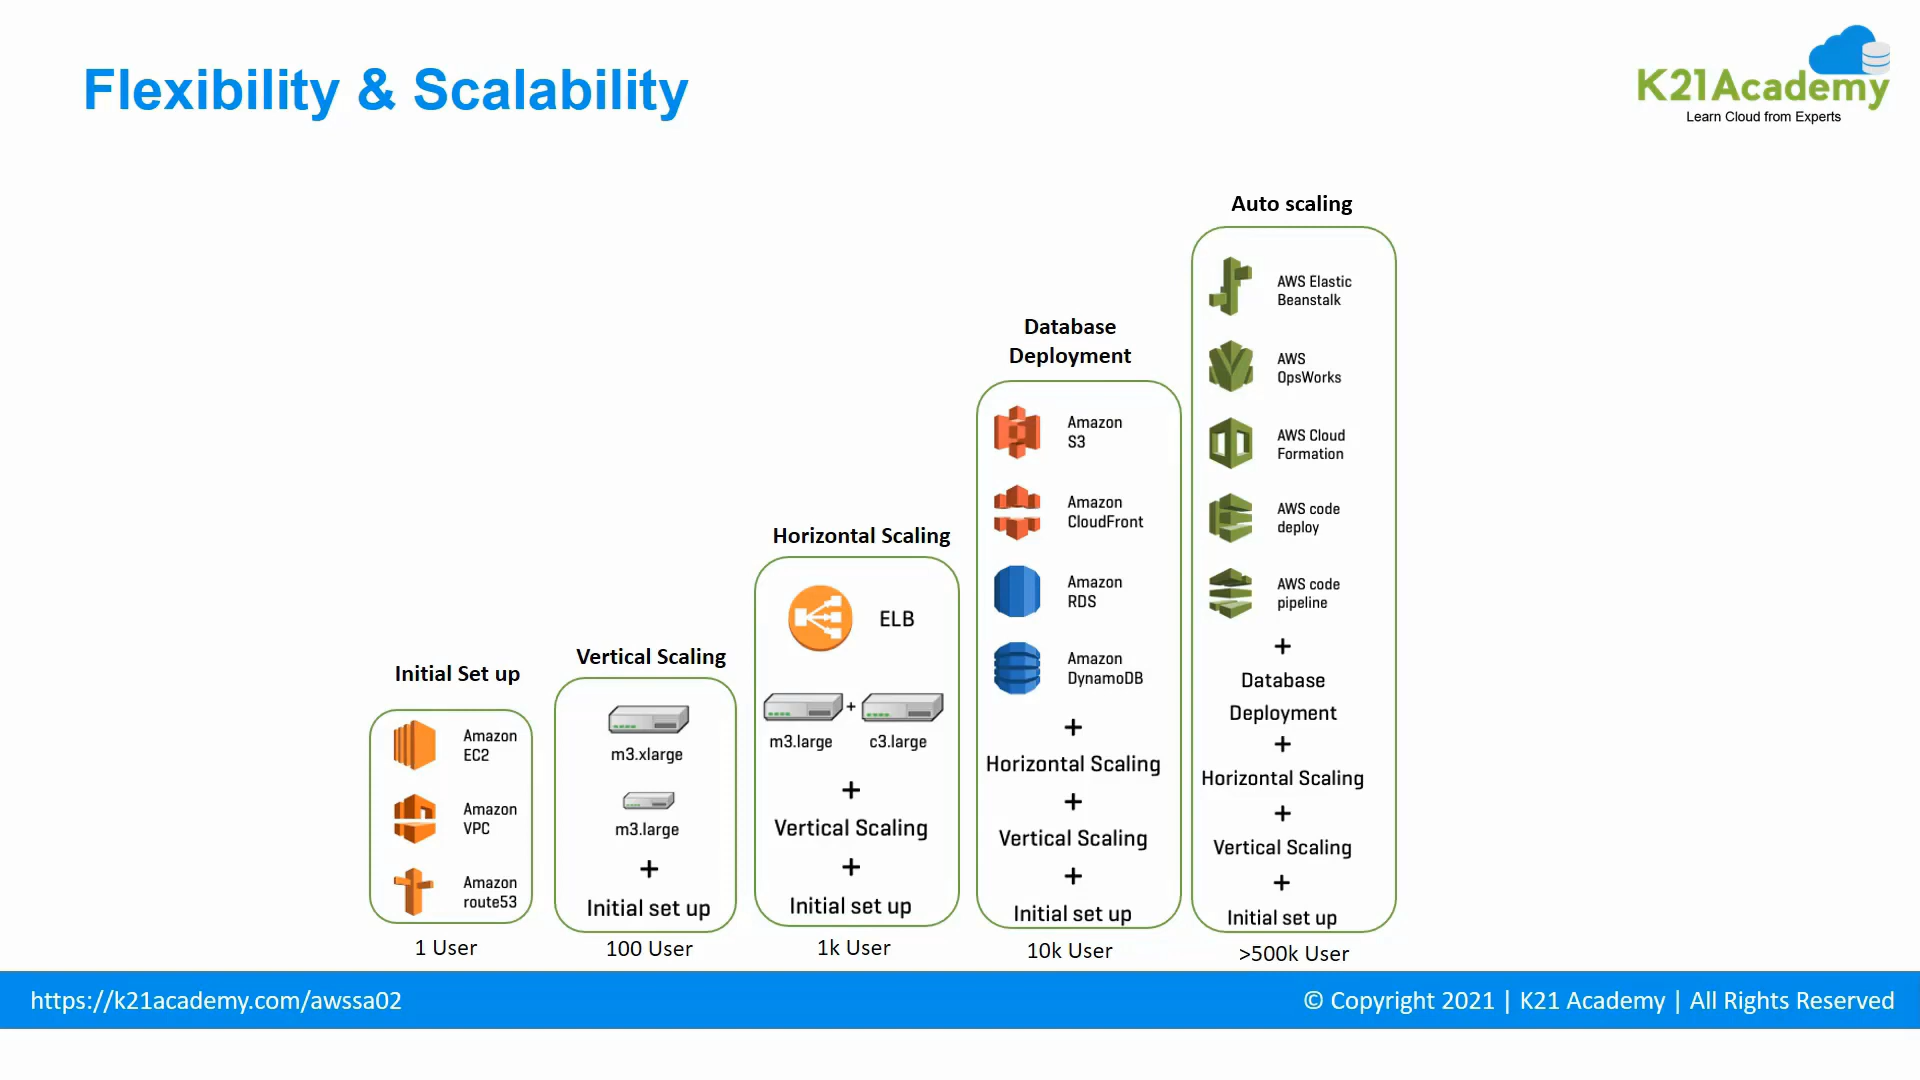 Flexibility & Scalability
K21Academy
Learn Cloud from Experts
Initial Set up
Amazon
EC2
Amazon
VPC
Amazon
route53
1 User
Vertical Scaling
m3.xlarge
m3.large
+
Initial set up
100 User
Horizontal Scaling
ELB
+
m3.large
c3.large
+
Vertical Scaling
+
Initial set up
1k User
Database
Deployment
Amazon
S3
Amazon
CloudFront
Amazon
RDS
Amazon
DynamoDB
+
Horizontal Scaling
+
Vertical Scaling
+
Initial set up
10k User
Auto scaling
AWS Elastic
Beanstalk
AWS
OpsWorks
AWS Cloud
Formation
AWS code
deploy
AWS code
pipeline
+
Database
Deployment
+
Horizontal Scaling
+
Vertical Scaling
+
Initial set up
>500k User
https://k21academy.com/awssa02
© Copyright 2021 | K21 Academy | All Rights Reserved